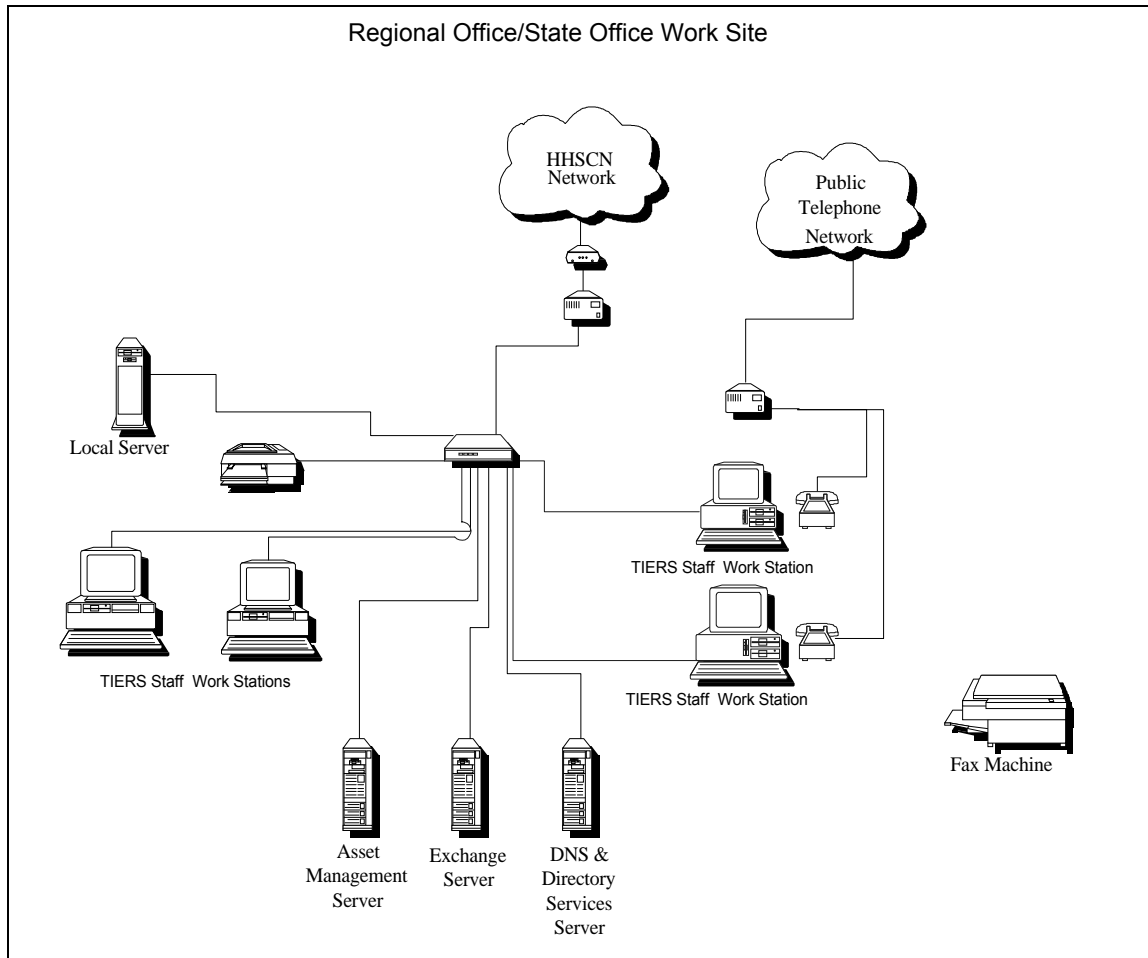 Regional Office/State Office Work Site
HHSCN
Network
Public
Telephone
Network
Local Server
TIERS Staff Work Station
TIERS Staff Work Stations
TIERS Staff Work Station
Fax Machine
Asset
Management
Server
Exchange
Server
DNS &
Directory
Services
Server